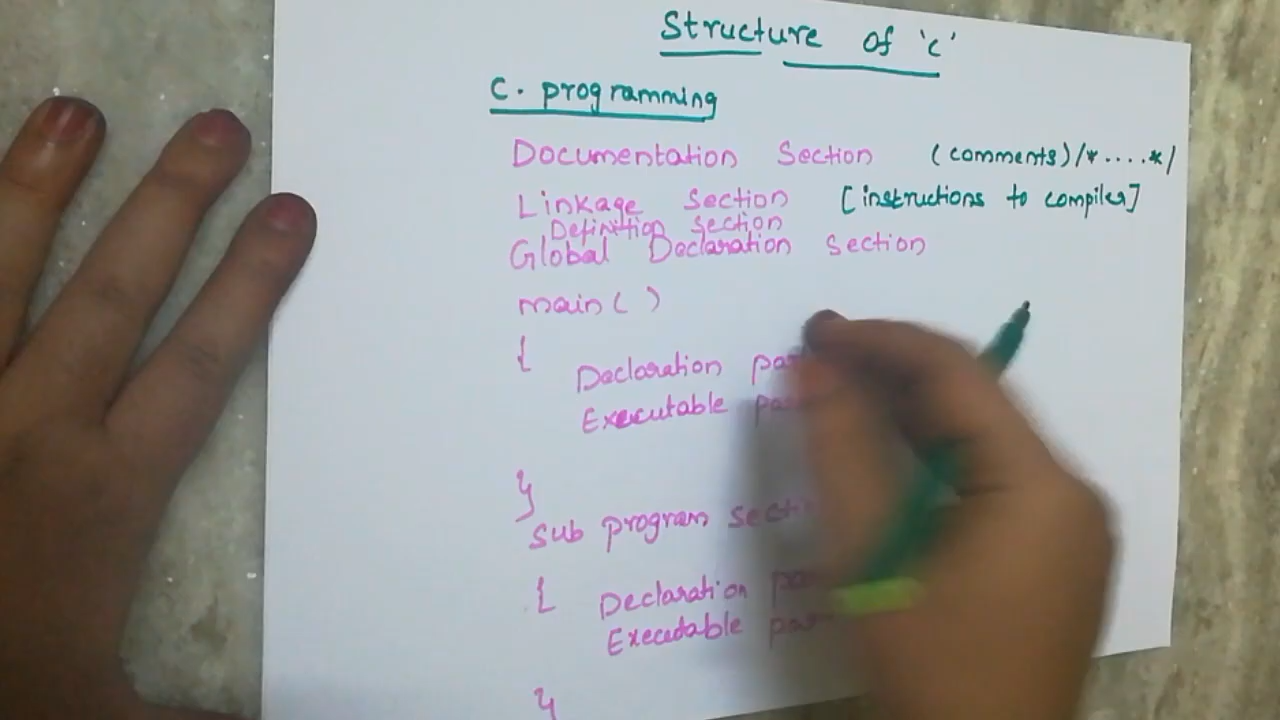 Structure of 'c'
C. programming
Documentation Section (comments) /*....*/
Linkage Section [instructions to compiler]
Definition Section
Global Declaration Section
main( )
{
Declaration
Executable
}
Sub program
{ Declaration
Executable
}